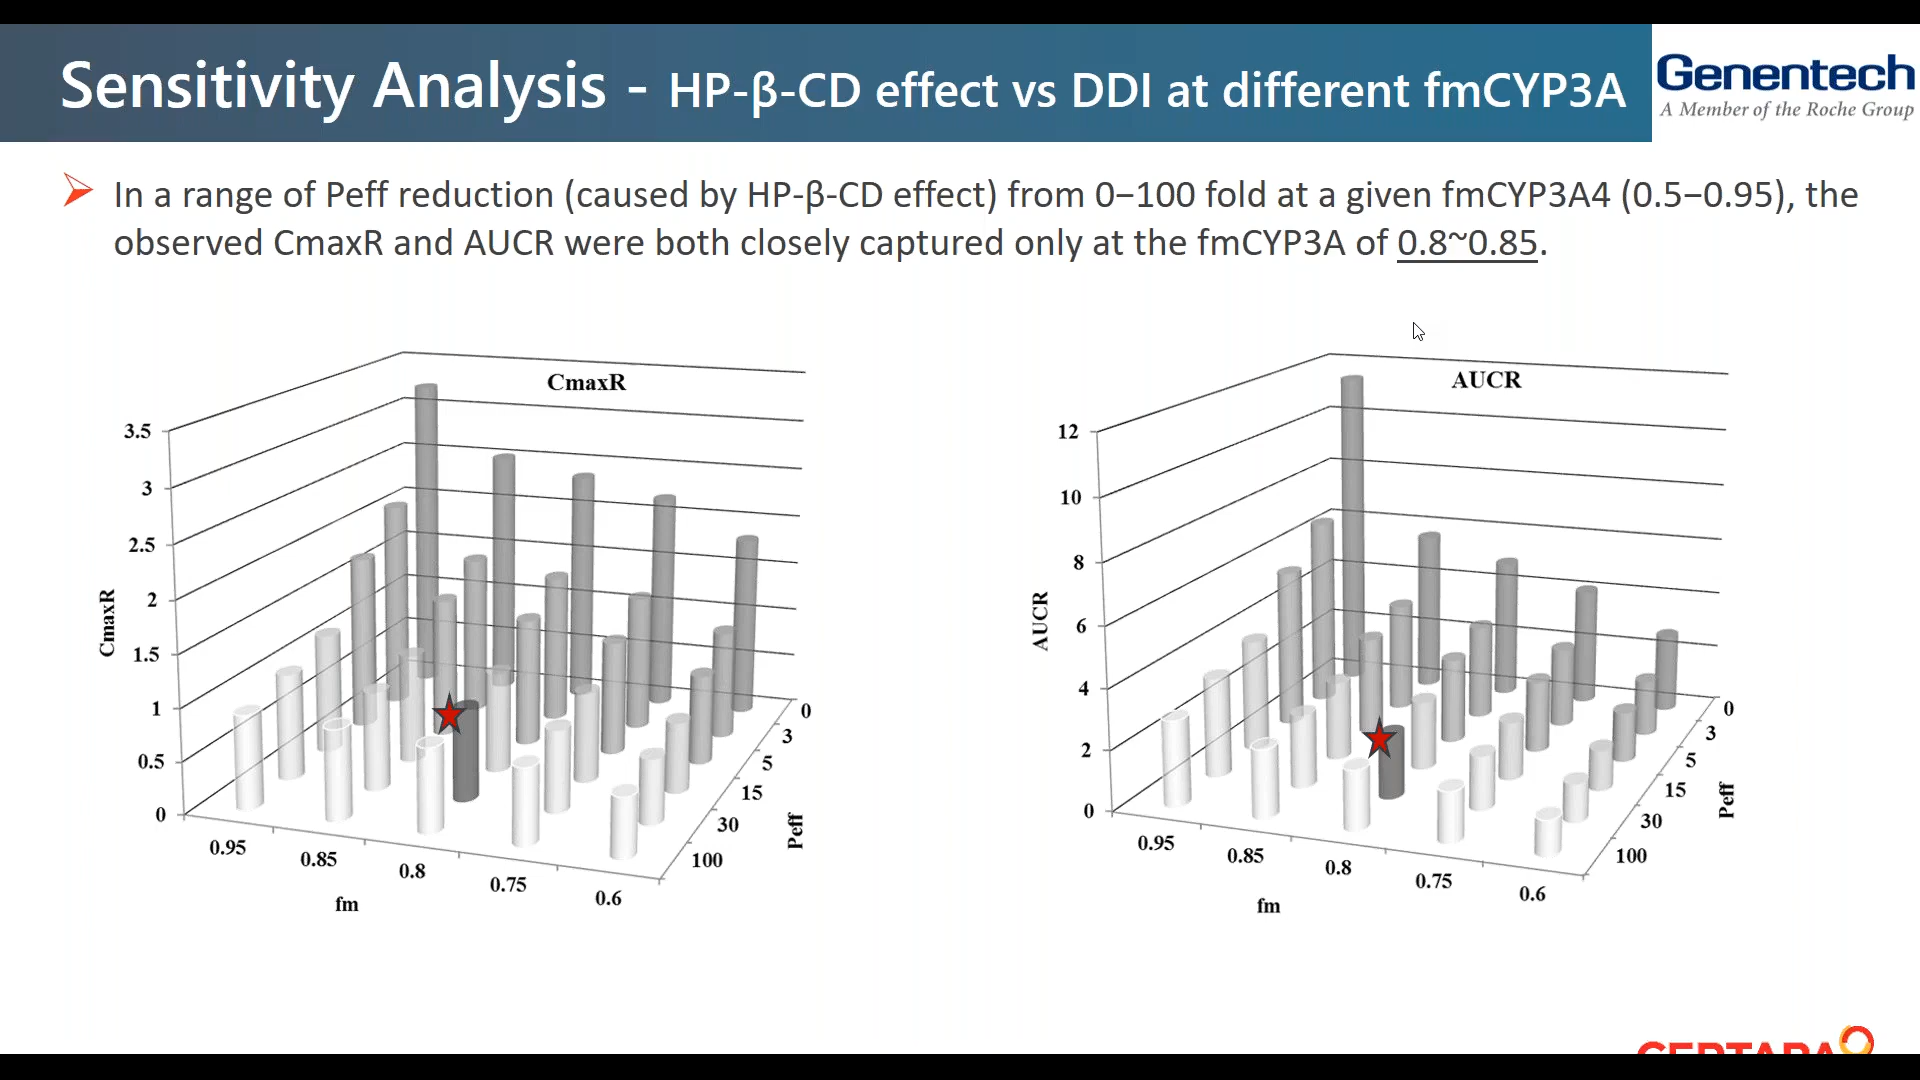 Sensitivity Analysis - HP-β-CD effect vs DDI at different fmCYP3A
Genentech
A Member of the Roche Group
In a range of Peff reduction (caused by HP-β-CD effect) from 0–100 fold at a given fmCYP3A4 (0.5–0.95), the
observed CmaxR and AUCR were both closely captured only at the fmCYP3A of 0.8~0.85.
CmaxR
3.5
3
2.5
2
1.5
1
0.5
0
CmaxR
0.95
0.85
0.8
0.75
0.6
fm
0
3
5
15
30
100
Peff
AUCR
12
10
8
6
4
2
0
AUCR
0.95
0.85
0.8
0.75
0.6
fm
0
3
5
15
30
100
Peff
CERTARA